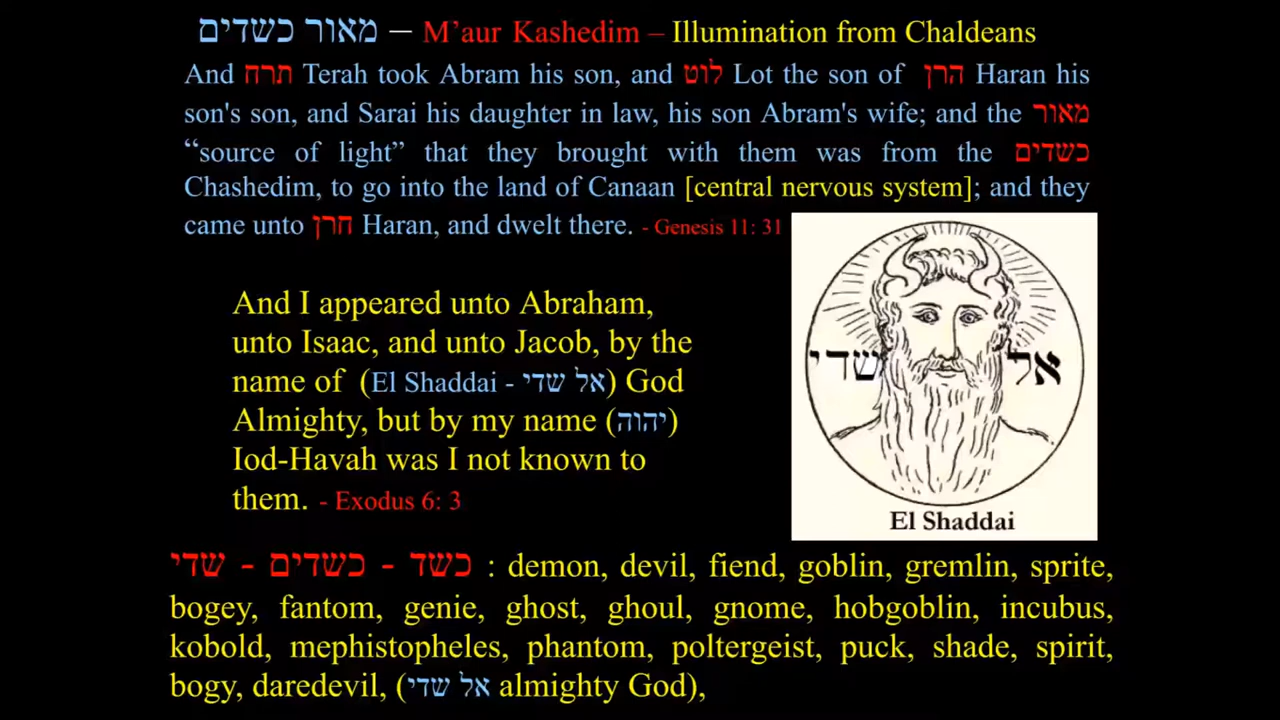 מאור כשדים – M’aur Kashedim – Illumination from Chaldeans
And תרח Terah took Abram his son, and לוט Lot the son of הרן Haran his
son's son, and Sarai his daughter in law, his son Abram's wife; and the מאור
“source of light” that they brought with them was from the כשדים
Chashedim, to go into the land of Canaan [central nervous system]; and they
came unto חרן Haran, and dwelt there. - Genesis 11: 31
And I appeared unto Abraham,
unto Isaac, and unto Jacob, by the
name of (El Shaddai - אל שדי) God
Almighty, but by my name (יהוה)
Iod-Havah was I not known to
them. - Exodus 6: 3
אל שדי
El Shaddai
כשד - כשדים - שדי : demon, devil, fiend, goblin, gremlin, sprite,
bogey, fantom, genie, ghost, ghoul, gnome, hobgoblin, incubus,
kobold, mephistopheles, phantom, poltergeist, puck, shade, spirit,
bogy, daredevil, (אל שדי almighty God),